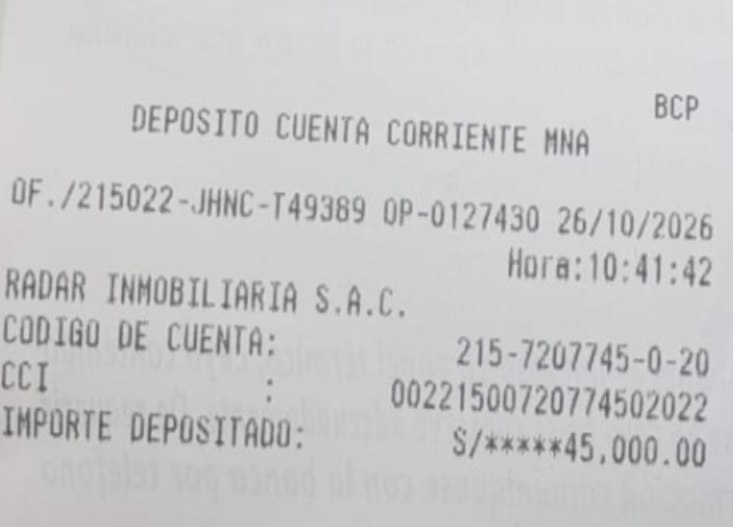 BCP
DEPOSITO CUENTA CORRIENTE MNA
OF./215022-JHNC-T49389 OP-0127430 26/10/2026
Hora:10:41:42
RADAR INMOBILIARIA S.A.C.
CODIGO DE CUENTA: 215-7207745-0-20
CCI : 00221500720774502022
IMPORTE DEPOSITADO: S/*****45,000.00